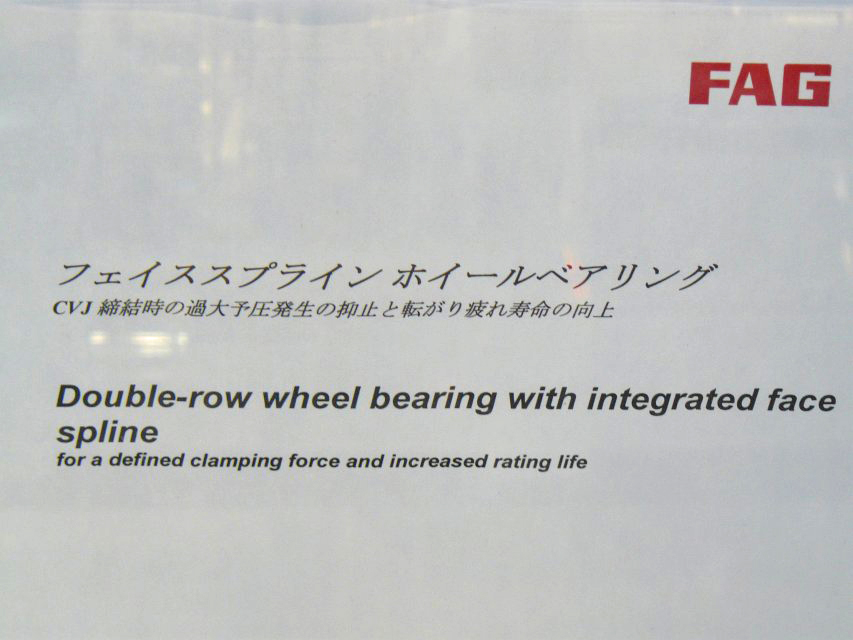 FAG
フェイススプライン ホイールベアリング
CVJ 締結時の過大予圧発生の抑止と転がり疲れ寿命の向上
Double-row wheel bearing with integrated face
spline
for a defined clamping force and increased rating life